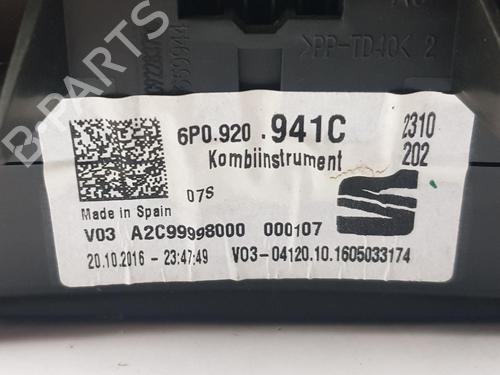 >PP-TD40< 2
6P0.920 .941C 2310
Kombiinstrument 202
07S
Made in Spain
V03 A2C99998000 000107
20.10.2016 - 23:47:49 V03-04120.10.1605033174